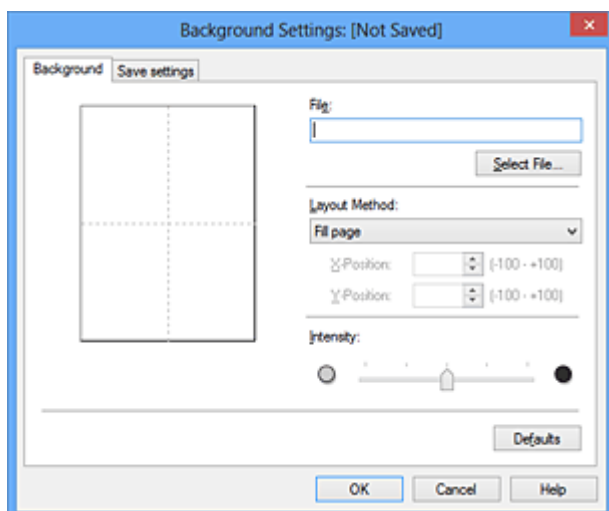 Background Settings: [Not Saved]
Background Save settings
File:
Select File...
Layout Method:
Fill page
X-Position: (-100 - +100)
Y-Position: (-100 - +100)
Intensity:
Defaults
OK Cancel Help